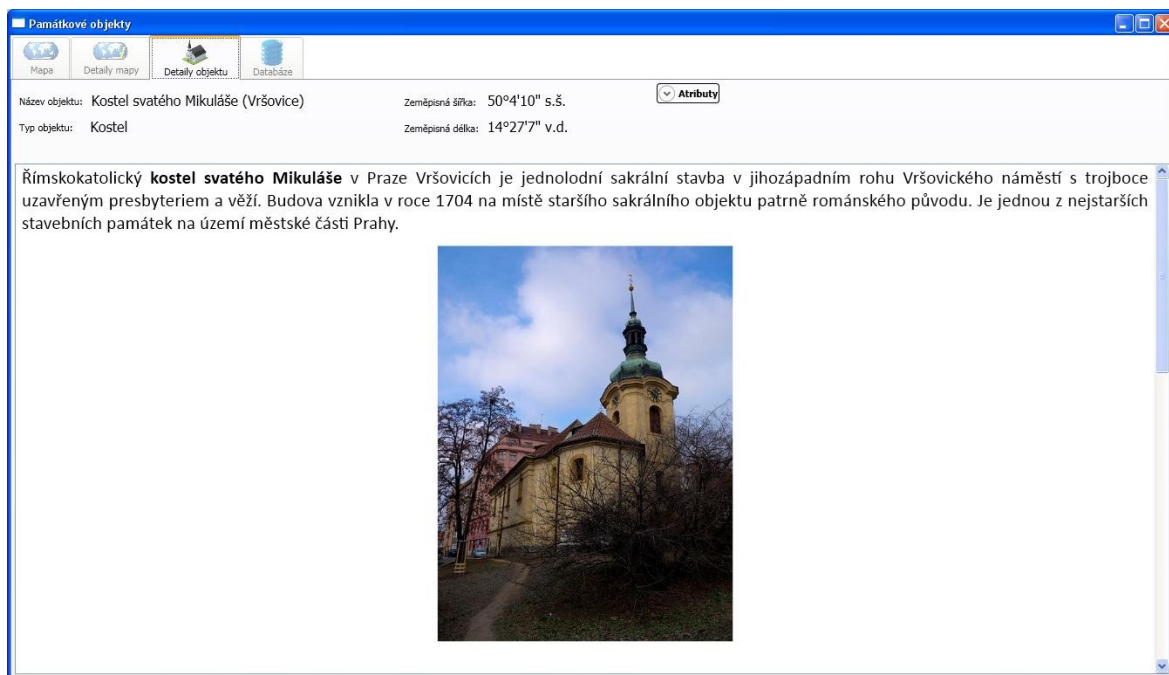 Památkové objekty
Mapa
Detaily mapy
Detaily objektu
Databáze
Název objektu: Kostel svatého Mikuláše (Vršovice)
Zeměpisná šířka: 50°4'10" s.š.
Atributy
Typ objektu: Kostel
Zeměpisná délka: 14°27'7" v.d.
Římskokatolický kostel svatého Mikuláše v Praze Vršovicích je jednolodní sakrální stavba v jihozápadním rohu Vršovického náměstí s trojboce
uzavřeným presbyteriem a věží. Budova vznikla v roce 1704 na místě staršího sakrálního objektu patrně románského původu. Je jednou z nejstarších
stavebních památek na území městské části Prahy.